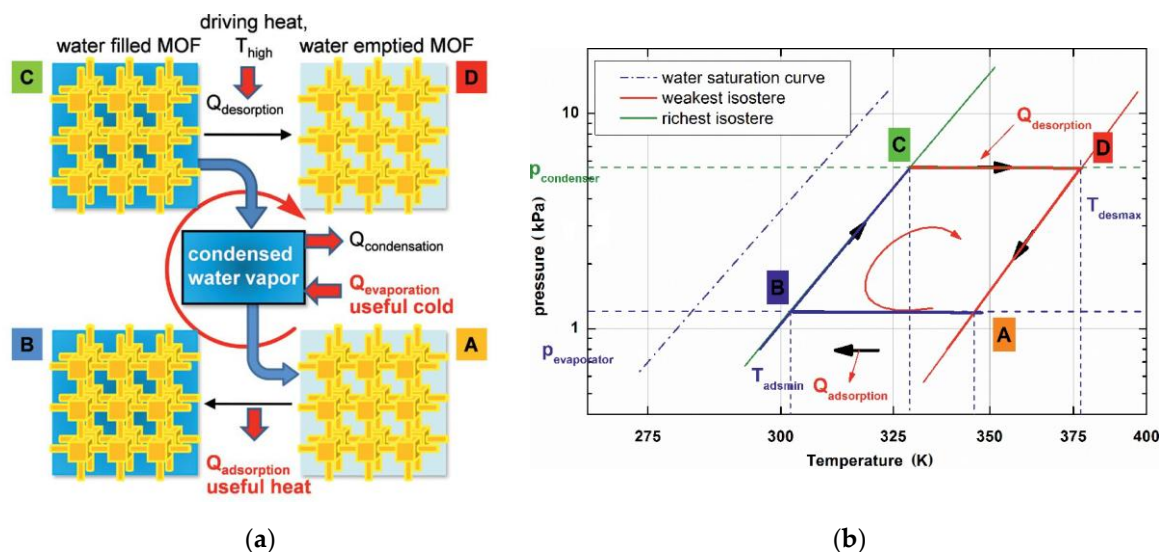 driving heat,
water filled MOF
T_high
water emptied MOF
C
D
Q_desorption
condensed
water vapor
Q_condensation
Q_evaporation
useful cold
B
A
Q_adsorption
useful heat
(a)
water saturation curve
weakest isostere
richest isostere
10
1
pressure (kPa)
p_condenser
p_evaporator
C
Q_desorption
D
T_desmax
B
A
T_adsmin
Q_adsorption
275
300
325
350
375
400
Temperature (K)
(b)